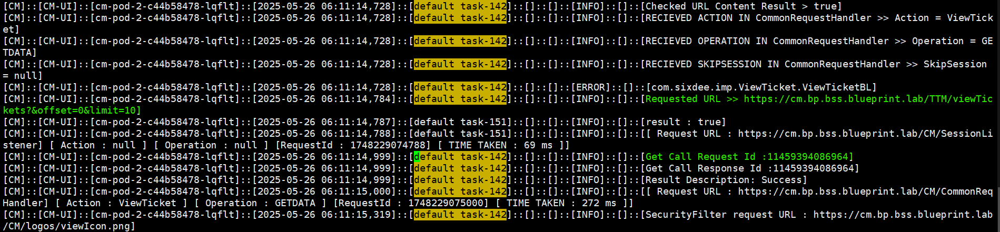 [CM]::[CM-UI]::[cm-pod-2-c44b58478-lqflt]::[2025-05-26 06:11:14,728]::[default task-142]::[]::[]::[INFO]::[]::[Checked URL Content Result > true]
[CM]::[CM-UI]::[cm-pod-2-c44b58478-lqflt]::[2025-05-26 06:11:14,728]::[default task-142]::[]::[]::[INFO]::[]::[RECIEVED ACTION IN CommonRequestHandler >> Action = ViewTick
et]
[CM]::[CM-UI]::[cm-pod-2-c44b58478-lqflt]::[2025-05-26 06:11:14,728]::[default task-142]::[]::[]::[INFO]::[]::[RECIEVED OPERATION IN CommonRequestHandler >> Operation = GE
TDATA]
[CM]::[CM-UI]::[cm-pod-2-c44b58478-lqflt]::[2025-05-26 06:11:14,728]::[default task-142]::[]::[]::[INFO]::[]::[RECIEVED SKIPSESSION IN CommonRequestHandler >> SkipSession
= null]
[CM]::[CM-UI]::[cm-pod-2-c44b58478-lqflt]::[2025-05-26 06:11:14,728]::[default task-142]::[]::[]::[ERROR]::[]::[com.sixdee.imp.ViewTicket.ViewTicketBL]
[CM]::[CM-UI]::[cm-pod-2-c44b58478-lqflt]::[2025-05-26 06:11:14,784]::[default task-142]::[]::[]::[INFO]::[]::[Requested URL >> https://cm.bp.bss.blueprint.lab/TTM/viewTic
kets?&offset=0&limit=10]
[CM]::[CM-UI]::[cm-pod-2-c44b58478-lqflt]::[2025-05-26 06:11:14,787]::[default task-151]::[]::[]::[INFO]::[]::[result : true]
[CM]::[CM-UI]::[cm-pod-2-c44b58478-lqflt]::[2025-05-26 06:11:14,788]::[default task-151]::[]::[]::[INFO]::[]::[[ Request URL : https://cm.bp.bss.blueprint.lab/CM/SessionLi
stener] [ Action : null ] [ Operation : null ] [RequestId : 1748229074788] [ TIME TAKEN : 69 ms ]]
[CM]::[CM-UI]::[cm-pod-2-c44b58478-lqflt]::[2025-05-26 06:11:14,999]::[default task-142]::[]::[]::[INFO]::[]::[Get Call Request Id :11459394086964]
[CM]::[CM-UI]::[cm-pod-2-c44b58478-lqflt]::[2025-05-26 06:11:14,999]::[default task-142]::[]::[]::[INFO]::[]::[Get Call Response Id :11459394086964]
[CM]::[CM-UI]::[cm-pod-2-c44b58478-lqflt]::[2025-05-26 06:11:14,999]::[default task-142]::[]::[]::[INFO]::[]::[Result Description: Success]
[CM]::[CM-UI]::[cm-pod-2-c44b58478-lqflt]::[2025-05-26 06:11:15,000]::[default task-142]::[]::[]::[INFO]::[]::[[ Request URL : https://cm.bp.bss.blueprint.lab/CM/CommonReq
Handler] [ Action : ViewTicket ] [ Operation : GETDATA ] [RequestId : 1748229075000] [ TIME TAKEN : 272 ms ]]
[CM]::[CM-UI]::[cm-pod-2-c44b58478-lqflt]::[2025-05-26 06:11:15,319]::[default task-142]::[]::[]::[INFO]::[]::[SecurityFilter request URL : https://cm.bp.bss.blueprint.lab
/CM/logos/viewIcon.png]